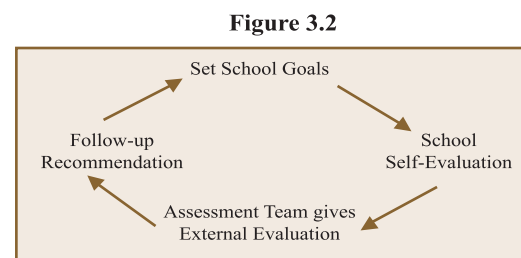 Figure 3.2
Set School Goals
School
Self-Evaluation
Assessment Team gives
External Evaluation
Follow-up
Recommendation